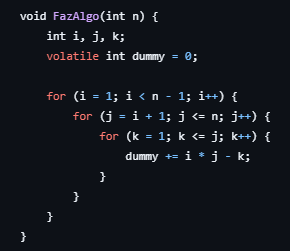 void FazAlgo(int n) {
    int i, j, k;
    volatile int dummy = 0;

    for (i = 1; i < n - 1; i++) {
        for (j = i + 1; j <= n; j++) {
            for (k = 1; k <= j; k++) {
                dummy += i * j - k;
            }
        }
    }
}